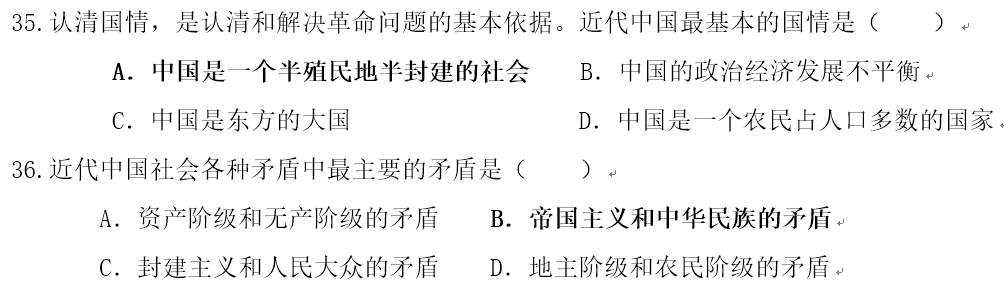 35.认清国情，是认清和解决革命问题的基本依据。近代中国最基本的国情是（　　）
A．中国是一个半殖民地半封建的社会　　B．中国的政治经济发展不平衡
C．中国是东方的大国　　D．中国是一个农民占人口多数的国家
36.近代中国社会各种矛盾中最主要的矛盾是（　　）
A．资产阶级和无产阶级的矛盾　　B．帝国主义和中华民族的矛盾
C．封建主义和人民大众的矛盾　　D．地主阶级和农民阶级的矛盾